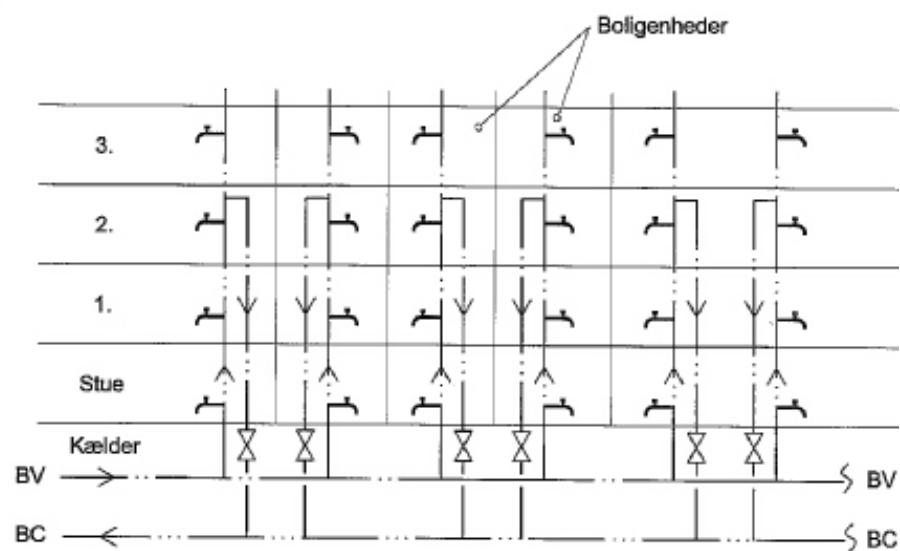 Boligenheder
3.
2.
1.
Stue
Kælder
BV BV
BC BC